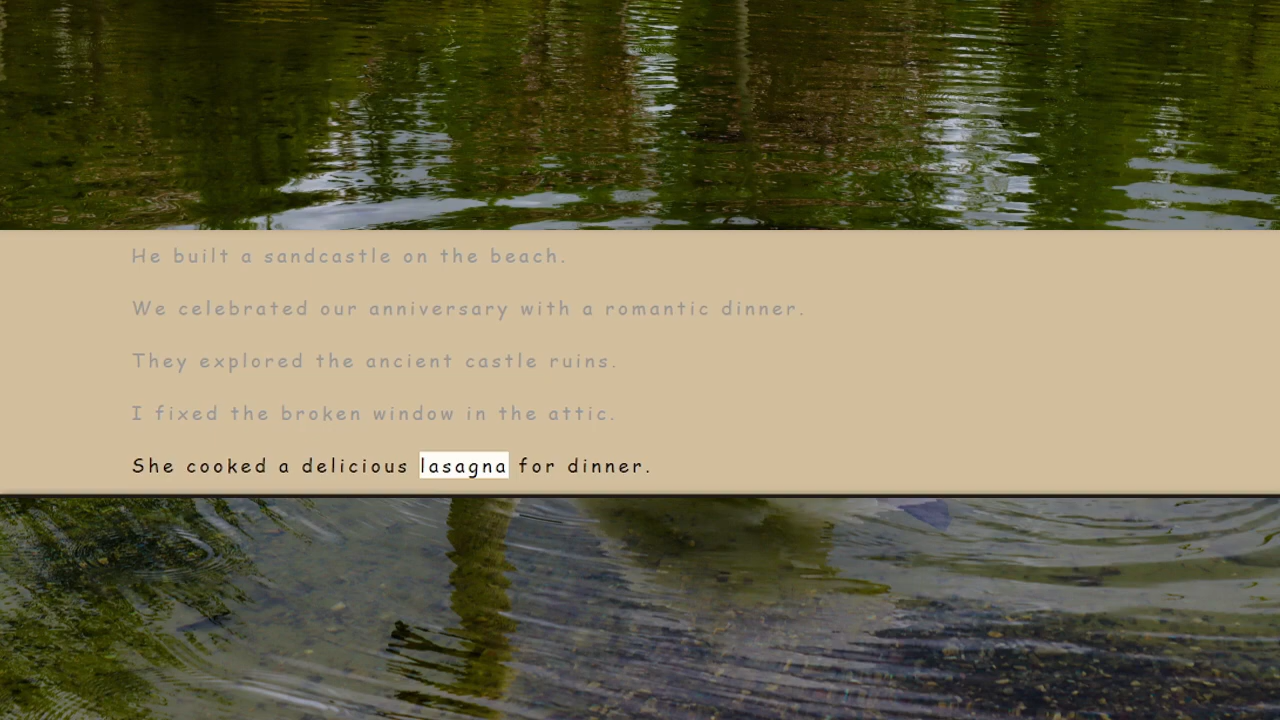 He built a sandcastle on the beach.
We celebrated our anniversary with a romantic dinner.
They explored the ancient castle ruins.
I fixed the broken window in the attic.
She cooked a delicious lasagna for dinner.